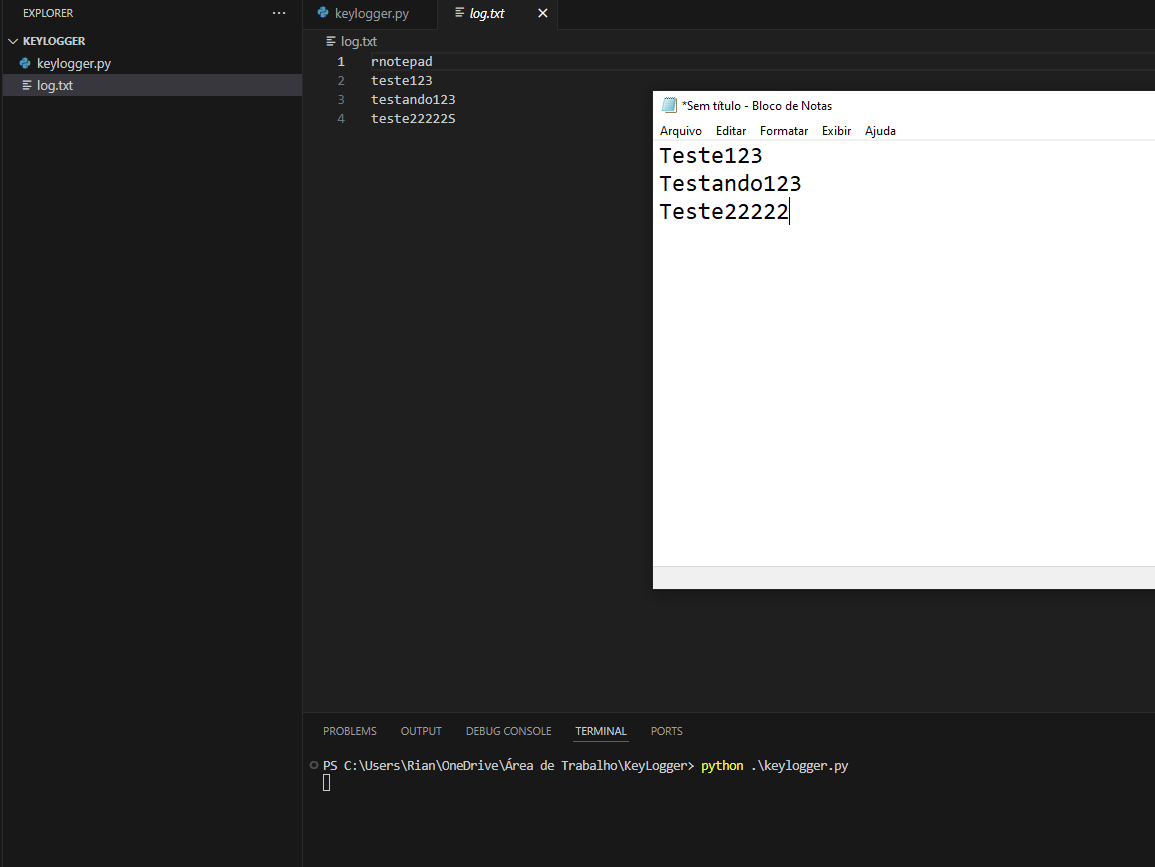 EXPLORER
KEYLOGGER
keylogger.py
log.txt
keylogger.py
log.txt
log.txt
1 rnotepad
2 teste123
3 testando123
4 teste22222S
*Sem título - Bloco de Notas
Arquivo Editar Formatar Exibir Ajuda
Teste123
Testando123
Teste22222
PROBLEMS OUTPUT DEBUG CONSOLE TERMINAL PORTS
PS C:\Users\Rian\OneDrive\Área de Trabalho\KeyLogger> python .\keylogger.py